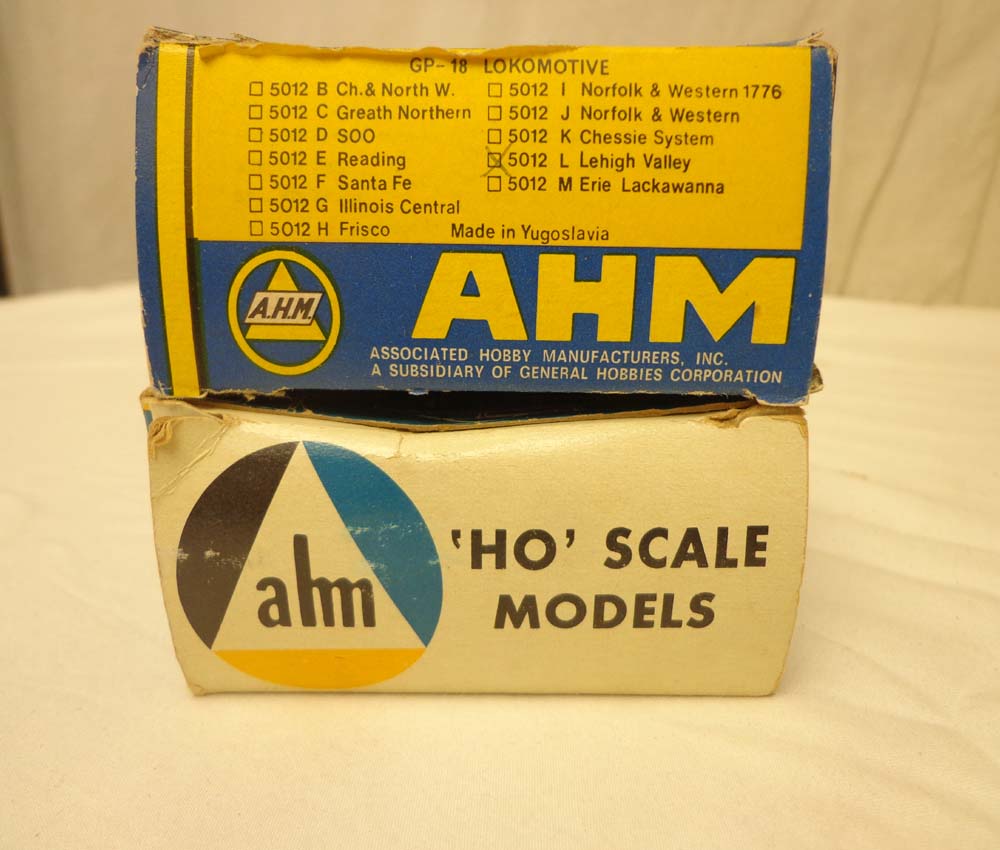 GP-18 LOKOMOTIVE
☐ 5012 B Ch.& North W.
☐ 5012 C Greath Northern
☐ 5012 D SOO
☐ 5012 E Reading
☐ 5012 F Santa Fe
☐ 5012 G Illinois Central
☐ 5012 H Frisco
☐ 5012 I Norfolk & Western 1776
☐ 5012 J Norfolk & Western
☐ 5012 K Chessie System
☒ 5012 L Lehigh Valley
☐ 5012 M Erie Lackawanna
Made in Yugoslavia
A.H.M.
AHM
ASSOCIATED HOBBY MANUFACTURERS, INC.
A SUBSIDIARY OF GENERAL HOBBIES CORPORATION
ahm
'HO' SCALE
MODELS